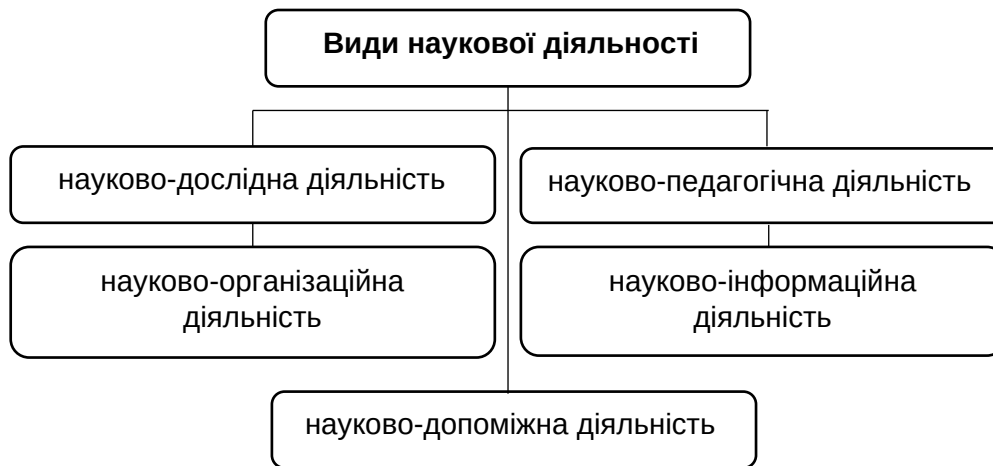 Види наукової діяльності
науково-дослідна діяльність
науково-педагогічна діяльність
науково-організаційна
діяльність
науково-інформаційна
діяльність
науково-допоміжна діяльність